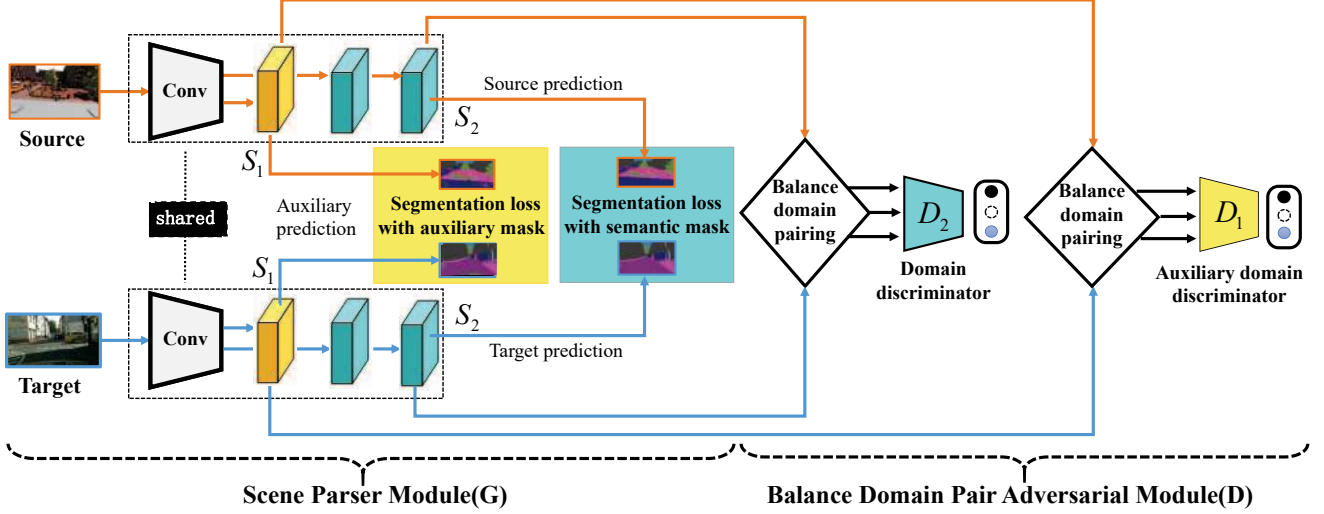 Source
Conv
S1
S2
Source prediction
shared
Auxiliary
prediction
Segmentation loss
with auxiliary mask
Segmentation loss
with semantic mask
Balance
domain
pairing
D2
Domain
discriminator
Balance
domain
pairing
D1
Auxiliary domain
discriminator
Target
Conv
S1
S2
Target prediction
Scene Parser Module(G)
Balance Domain Pair Adversarial Module(D)